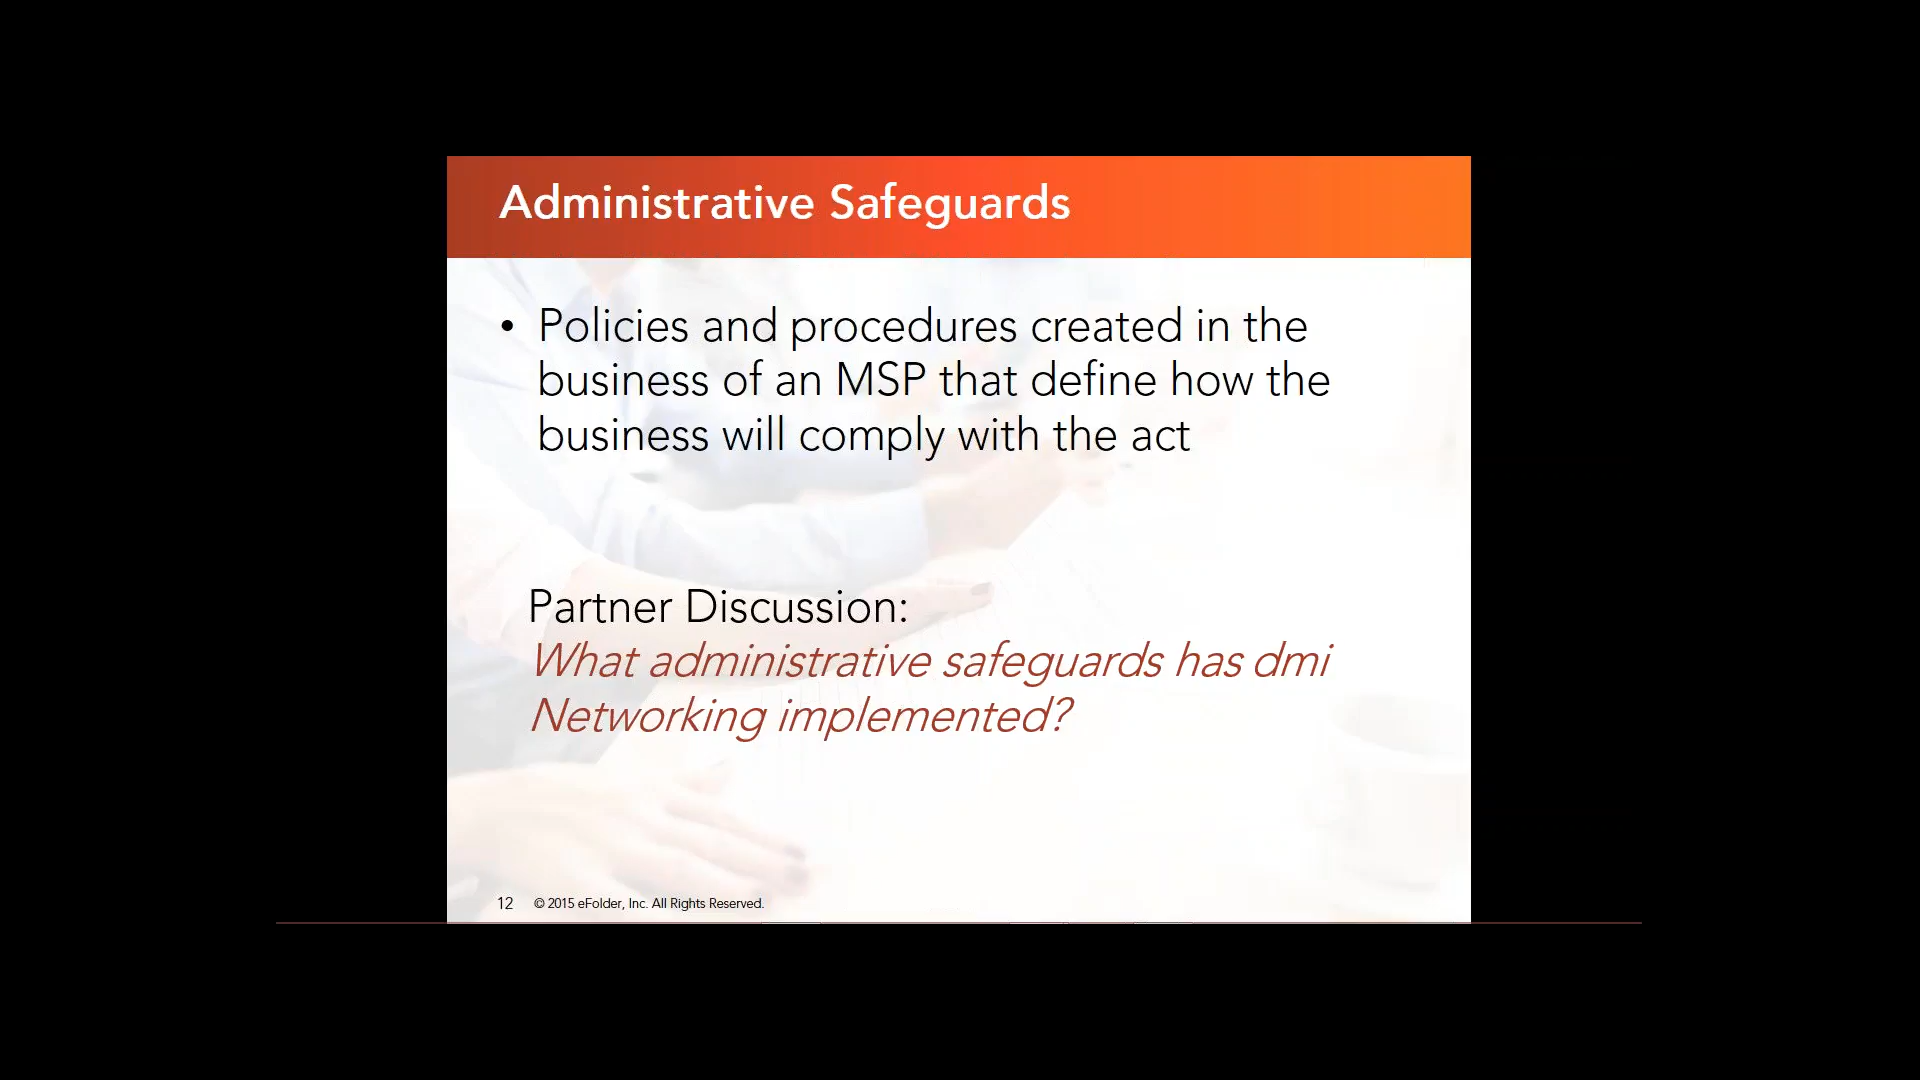 Administrative Safeguards
• Policies and procedures created in the
business of an MSP that define how the
business will comply with the act
Partner Discussion:
What administrative safeguards has dmi
Networking implemented?
12 © 2015 eFolder, Inc. All Rights Reserved.